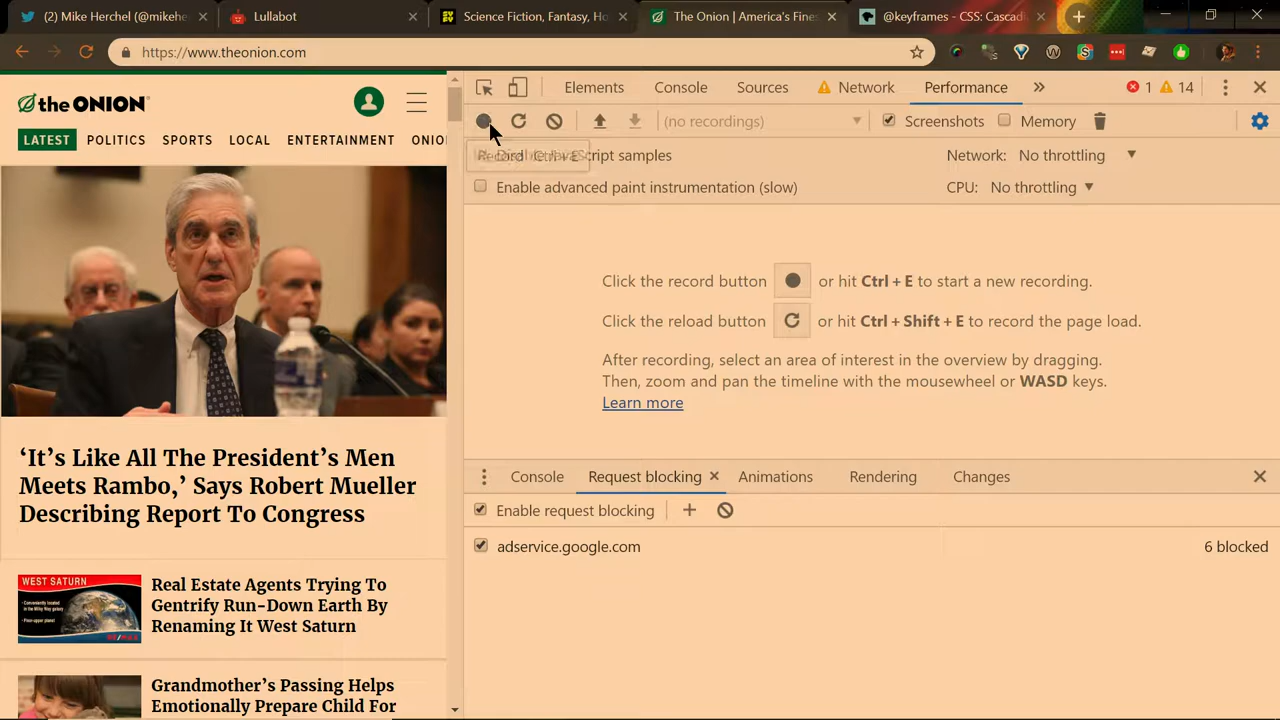 (2) Mike Herchel (@mikehe
Lullabot
Science Fiction, Fantasy, Ho
The Onion | America's Fines
@keyframes - CSS: Cascadi
https://www.theonion.com
the ONION
LATEST POLITICS SPORTS LOCAL ENTERTAINMENT ONIO
‘It’s Like All The President’s Men
Meets Rambo,’ Says Robert Mueller
Describing Report To Congress
WEST SATURN
Real Estate Agents Trying To
Gentrify Run-Down Earth By
Renaming It West Saturn
Grandmother’s Passing Helps
Emotionally Prepare Child For
Elements Console Sources Network Performance » 1 14
(no recordings) Screenshots Memory
Script samples Network: No throttling
Enable advanced paint instrumentation (slow) CPU: No throttling
Click the record button or hit Ctrl + E to start a new recording.
Click the reload button or hit Ctrl + Shift + E to record the page load.
After recording, select an area of interest in the overview by dragging.
Then, zoom and pan the timeline with the mousewheel or WASD keys.
Learn more
Console Request blocking Animations Rendering Changes
Enable request blocking
adservice.google.com 6 blocked